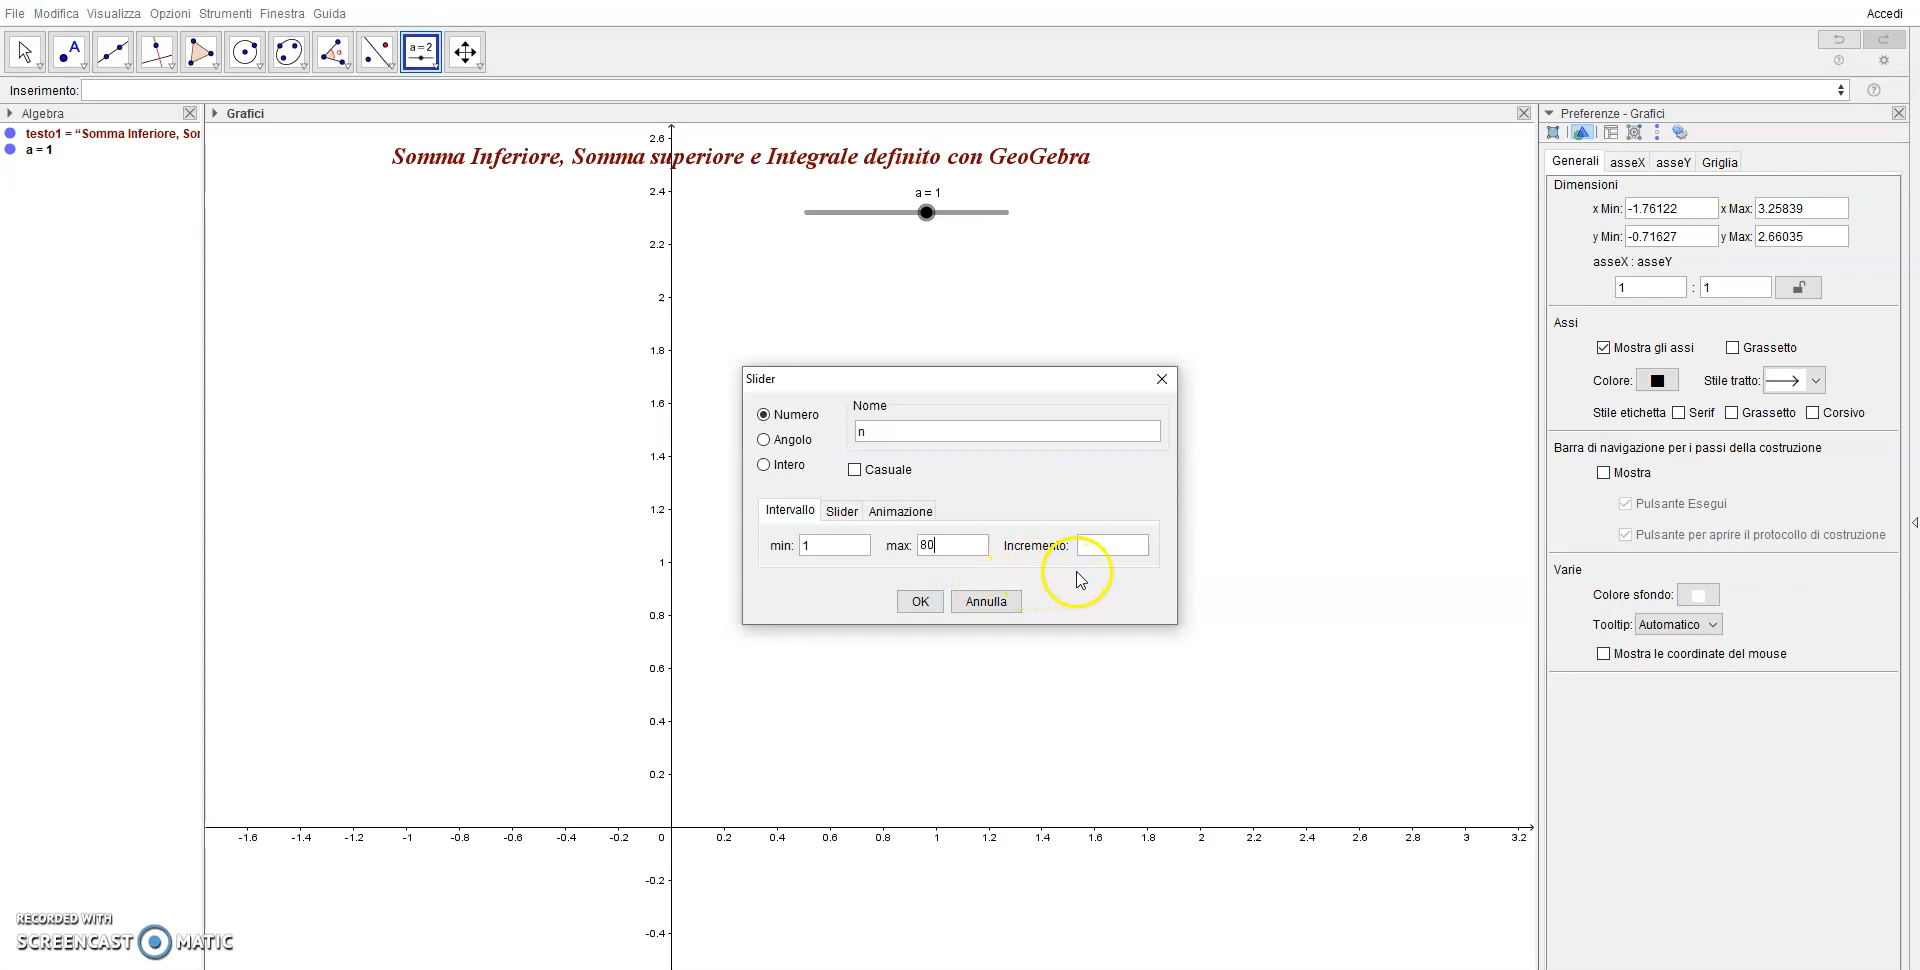 File Modifica Visualizza Opzioni Strumenti Finestra Guida Accedi
A α a = 2
Inserimento:
Algebra
testo1 = “Somma Inferiore, Sor
a = 1
Grafici
Somma Inferiore, Somma superiore e Integrale definito con GeoGebra
a = 1
2.6
2.4
2.2
2
1.8
1.6
1.4
1.2
1
0.8
0.6
0.4
0.2
-0.2
-0.4
-1.6 -1.4 -1.2 -1 -0.8 -0.6 -0.4 -0.2 0 0.2 0.4 0.6 0.8 1 1.2 1.4 1.6 1.8 2 2.2 2.4 2.6 2.8 3 3.2
Slider
Numero
Angolo
Intero
Nome
n
Casuale
Intervallo Slider Animazione
min: 1 max: 80 Incremento:
OK Annulla
Preferenze - Grafici
Generali asseX asseY Griglia
Dimensioni
x Min: -1.76122 x Max: 3.25839
y Min: -0.71627 y Max: 2.66035
asseX : asseY
1 : 1
Assi
Mostra gli assi Grassetto
Colore: Stile tratto:
Stile etichetta Serif Grassetto Corsivo
Barra di navigazione per i passi della costruzione
Mostra
Pulsante Esegui
Pulsante per aprire il protocollo di costruzione
Varie
Colore sfondo:
Tooltip: Automatico
Mostra le coordinate del mouse
RECORDED WITH
SCREENCAST MATIC